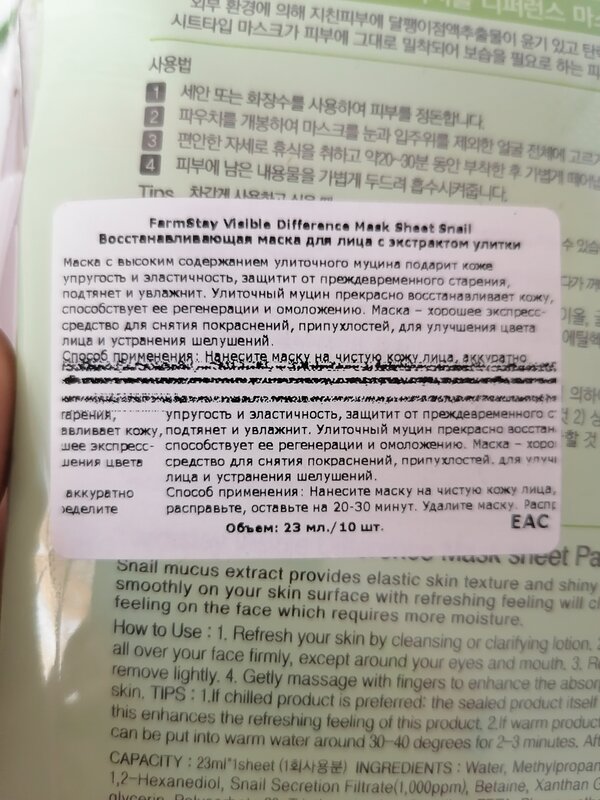 외부 환경에 의해 지친피부에 달팽이점액추출물이 윤기 있고
시트타입 마스크가 피부에 그대로 밀착되어 보습을 필요로 하는
사용법
1 세안 또는 화장수를 사용하여 피부를 정돈합니다.
2 파우치를 개봉하여 마스크를 눈과 입주위를 제외한 얼굴 전체에
3 편안한 자세로 휴식을 취하고 약20~30분 동안 부착한 후 가볍게
4 피부에 남은 내용물을 가볍게 두드려 흡수시켜줍니다.
Tips
FarmStay Visible Difference Mask Sheet Snail
Восстанавливающая маска для лица с экстрактом улитки
Маска с высоким содержанием улиточного муцина подарит коже
упругость и эластичность, защитит от преждевременного старения,
подтянет и увлажнит. Улиточный муцин прекрасно восстанавливает кожу,
способствует ее регенерации и омоложению. Маска – хорошее экспресс-
средство для снятия покраснений, припухлостей, для улучшения цвета
лица и устранения шелушений.
Способ применения: Нанесите маску на чистую кожу лица, аккуратно
гарения, упругость и эластичность, защитит от преждевременного с
авливает кожу, подтянет и увлажнит. Улиточный муцин прекрасно восстан
шее экспресс- способствует ее регенерации и омоложению. Маска – хоро
шения цвета средство для снятия покраснений, припухлостей, для улучш
лица и устранения шелушений.
аккуратно Способ применения: Нанесите маску на чистую кожу лица,
ределите расправьте, оставьте на 20-30 минут. Удалите маску. Расп
Объем: 23 мл./10 шт. EAC
Mask Sheet Pa
Snail mucus extract provides elastic skin texture and shiny
smoothly on your skin surface with refreshing feeling will cl
feeling on the face which requires more moisture.
How to Use : 1. Refresh your skin by cleansing or clarifying lotion. 2
all over your face firmly, except around your eyes and mouth. 3. R
remove lightly. 4. Getly massage with fingers to enhance the absor
skin. TIPS : 1.If chilled product is preferred: the sealed product itself
this enhances the refreshing feeling of this product. 2.If warm product
can be put into warm water around 30~40 degrees for 2~3 minutes. Aft
CAPACITY : 23ml*1sheet (1회사용분) INGREDIENTS : Water, Methylpropan
1,2-Hexanediol, Snail Secretion Filtrate(1,000ppm), Betaine, Xanthan G